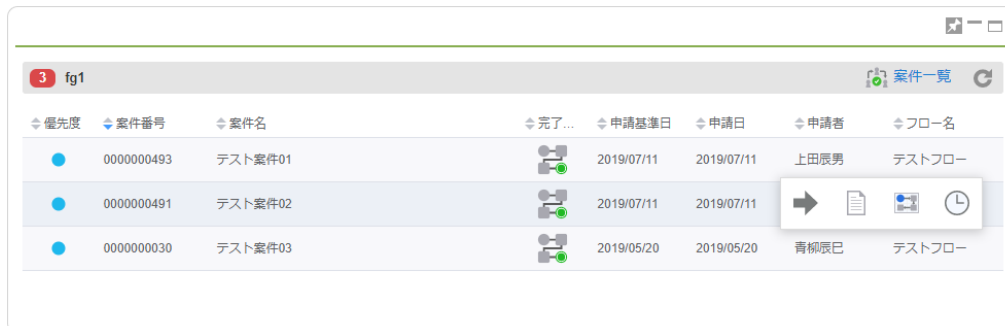 3 fg1 案件一覧
優先度 案件番号 案件名 完了... 申請基準日 申請日 申請者 フロー名
0000000493 テスト案件01 2019/07/11 2019/07/11 上田辰男 テストフロー
0000000491 テスト案件02 2019/07/11 2019/07/11
0000000030 テスト案件03 2019/05/20 2019/05/20 青柳辰巳 テストフロー